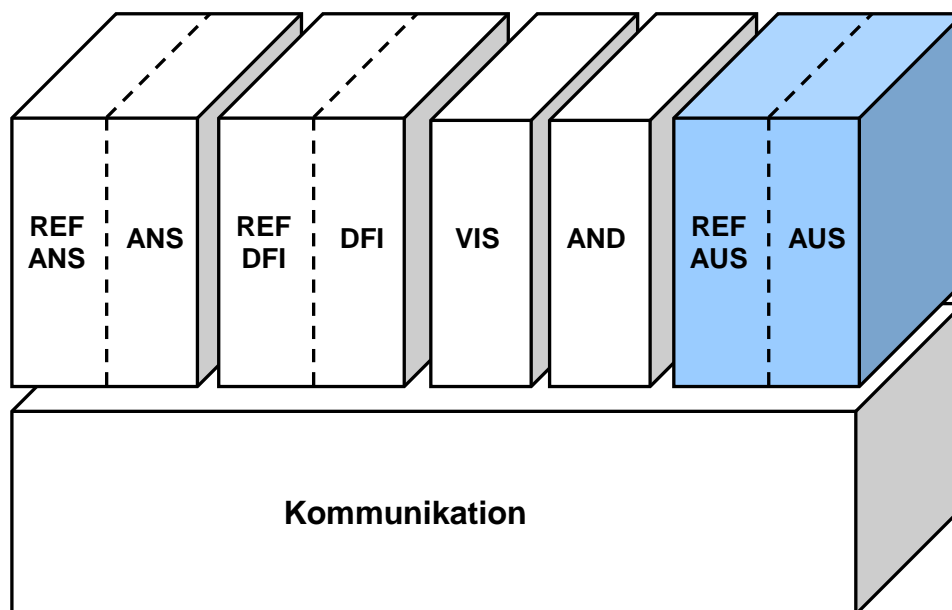 REF
ANS
ANS
REF
DFI
DFI
VIS
AND
REF
AUS
AUS
Kommunikation